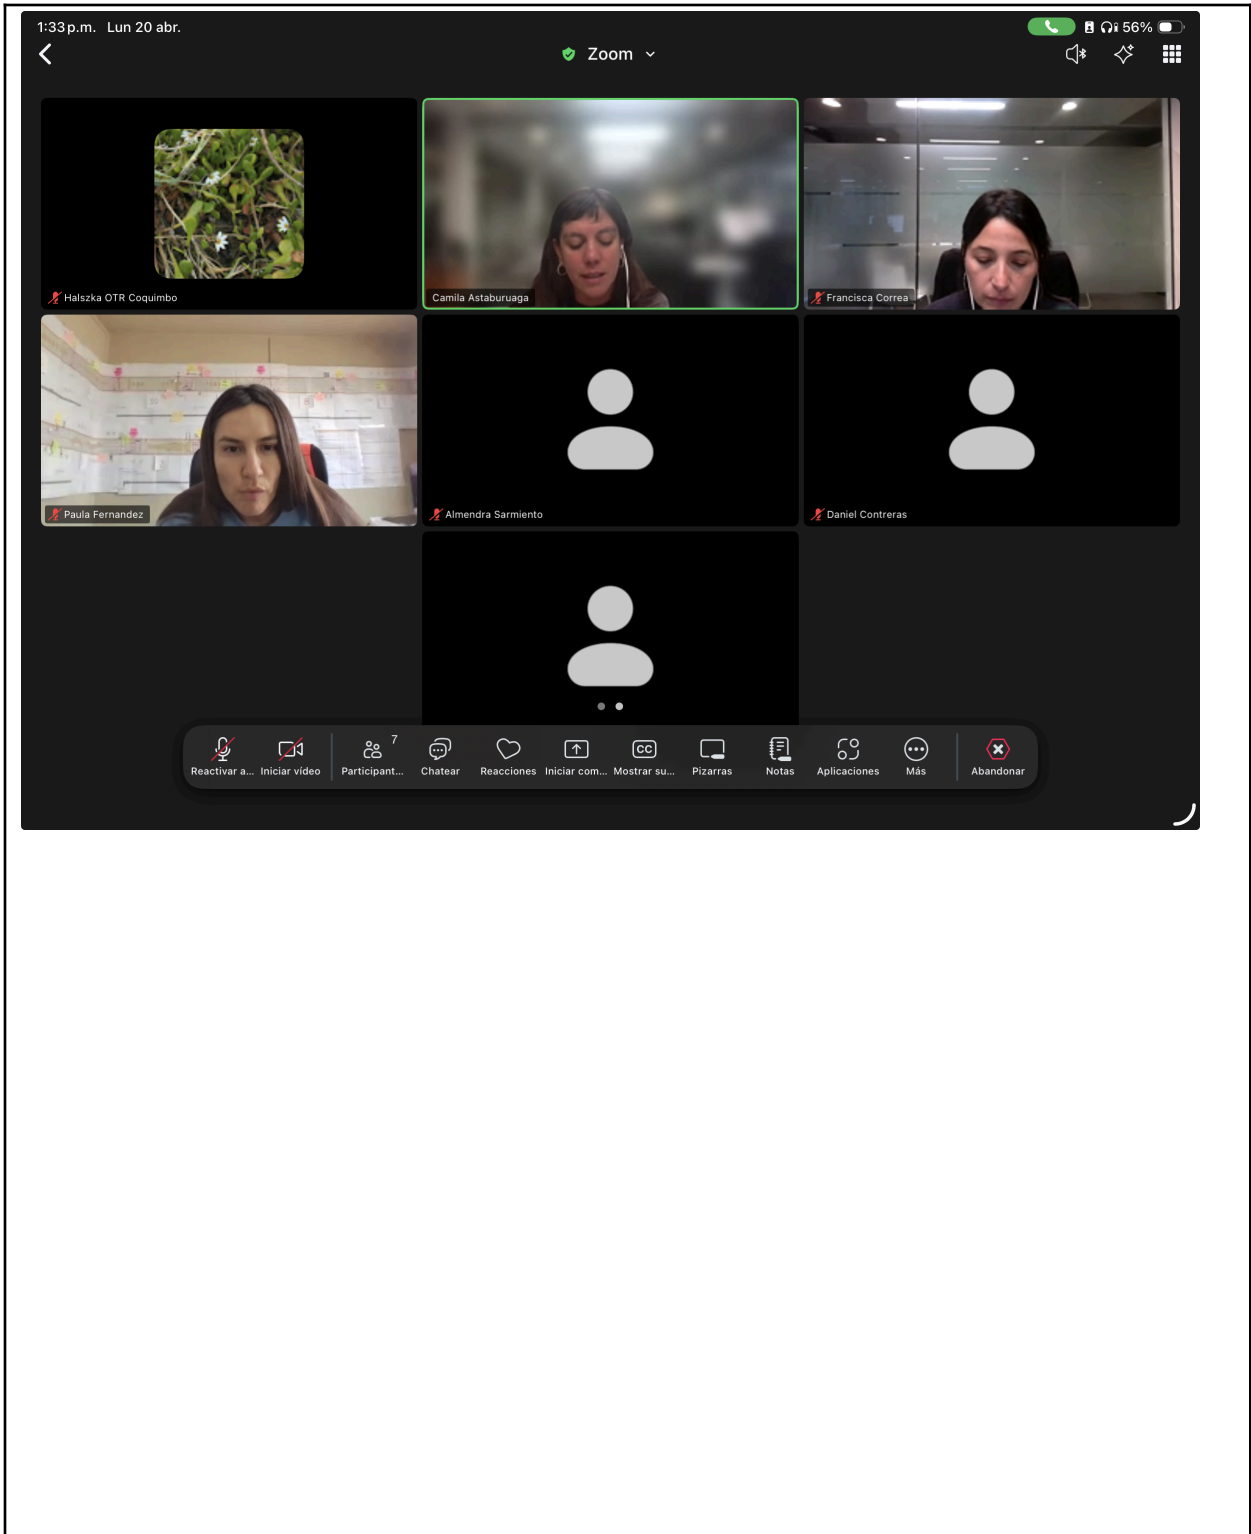 1:33 p.m. Lun 20 abr.
56%
Zoom
Halszka OTR Coquimbo
Camila Astaburuaga
Francisca Correa
Paula Fernandez
Almendra Sarmiento
Daniel Contreras
7
CC
Reactivar a... Iniciar vídeo Participant... Chatear Reacciones Iniciar com... Mostrar su... Pizarras Notas Aplicaciones Más Abandonar